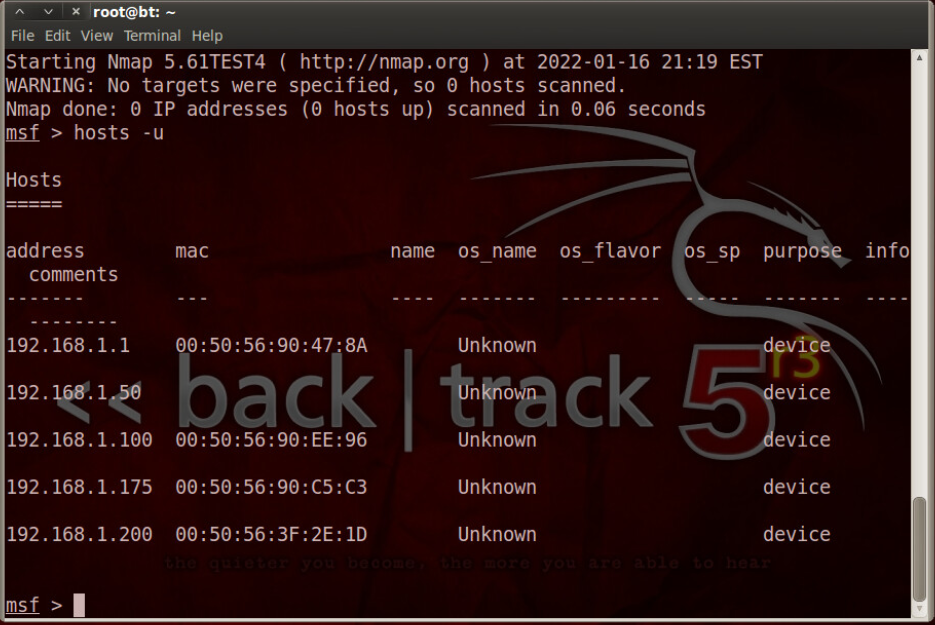 root@bt: ~
File Edit View Terminal Help
Starting Nmap 5.61TEST4 ( http://nmap.org ) at 2022-01-16 21:19 EST
WARNING: No targets were specified, so 0 hosts scanned.
Nmap done: 0 IP addresses (0 hosts up) scanned in 0.06 seconds
msf > hosts -u
Hosts
=====
address mac name os_name os_flavor os_sp purpose info
comments
------- --- ---- ------- --------- ----- ------- ----
--------
192.168.1.1 00:50:56:90:47:8A Unknown device
192.168.1.50 Unknown device
<< back | track 5 r3
192.168.1.100 00:50:56:90:EE:96 Unknown device
192.168.1.175 00:50:56:90:C5:C3 Unknown device
192.168.1.200 00:50:56:3F:2E:1D Unknown device
the quieter you become, the more you are able to hear
msf >